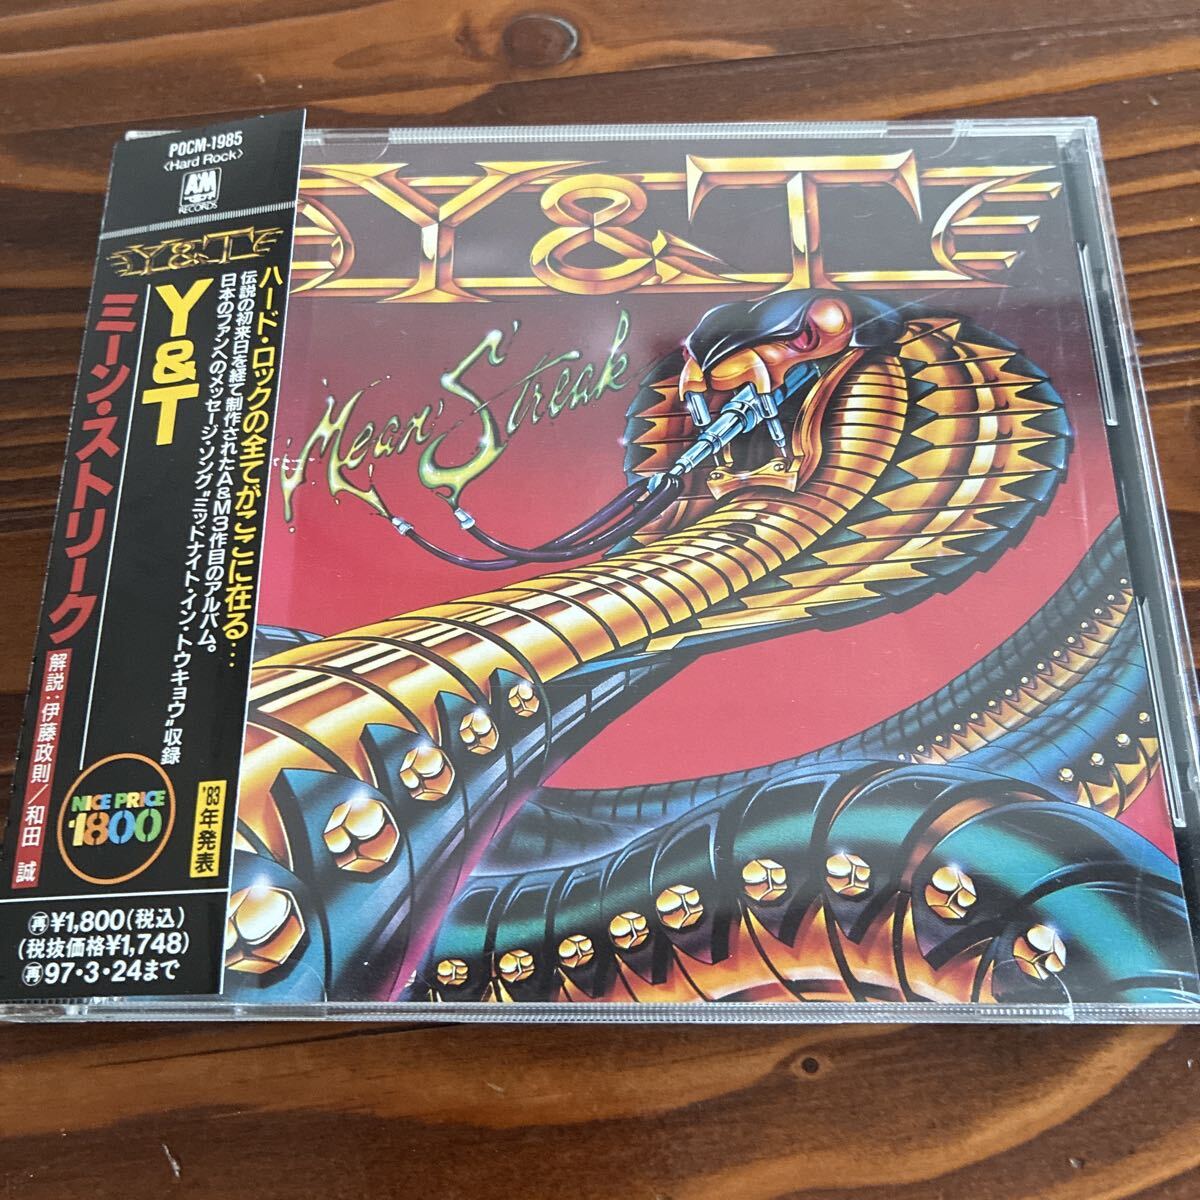 POCM-1985
<Hard Rock>
A&M
RECORDS
Y&T
Y&T
ミーン・ストリーク
ハード・ロックの全てがここに在る…
伝説の初来日を経て制作されたA&M3作目のアルバム。
日本のファンへのメッセージ・ソング"ミッドナイト・イン・トウキョウ"収録
解説：伊藤政則／和田 誠
NICE PRICE
¥1800
'83年発表
再¥1,800(税込)
(税抜価格¥1,748)
再97・3・24まで
Y&T
Mean Streak